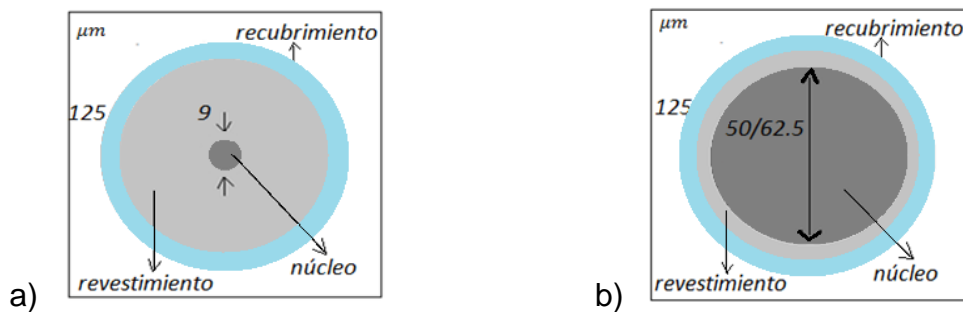 μm
recubrimiento
125
9
núcleo
revestimiento
a)
μm
recubrimiento
125
50/62.5
núcleo
revestimiento
b)